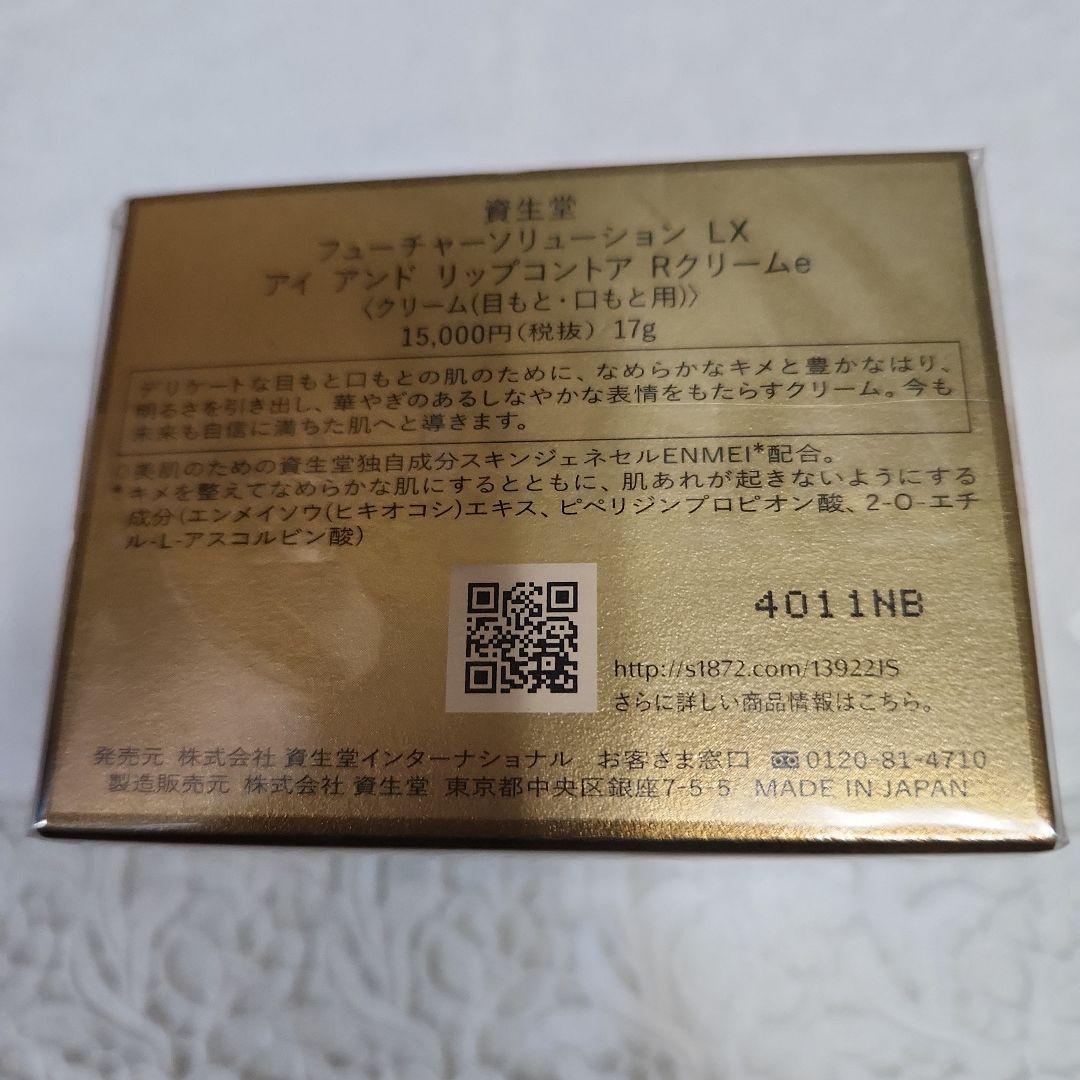 資生堂
フューチャーソリューション LX
アイ アンド リップコントア Rクリームe
〈クリーム(目もと・口もと用)〉
15,000円(税抜) 17g
デリケートな目もと口もとの肌のために、なめらかなキメと豊かなはり、
明るさを引き出し、華やぎのあるしなやかな表情をもたらすクリーム。今も
未来も自信に満ちた肌へと導きます。
○美肌のための資生堂独自成分スキンジェネセルENMEI*配合。
*キメを整えてなめらかな肌にするとともに、肌あれが起きないようにする
成分(エンメイソウ(ヒキオコシ)エキス、ピペリジンプロピオン酸、2-O-エチ
ル-L-アスコルビン酸)
4011NB
http://s1872.com/13922JS
さらに詳しい商品情報はこちら。
発売元 株式会社 資生堂インターナショナル お客さま窓口 0120-81-4710
製造販売元 株式会社 資生堂 東京都中央区銀座7-5-5 MADE IN JAPAN